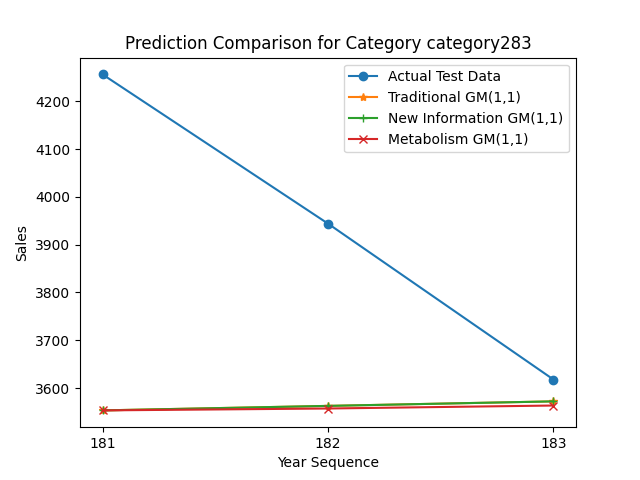 Prediction Comparison for Category category283
Actual Test Data
Traditional GM(1,1)
New Information GM(1,1)
Metabolism GM(1,1)
Sales
4200
4100
4000
3900
3800
3700
3600
181
182
183
Year Sequence